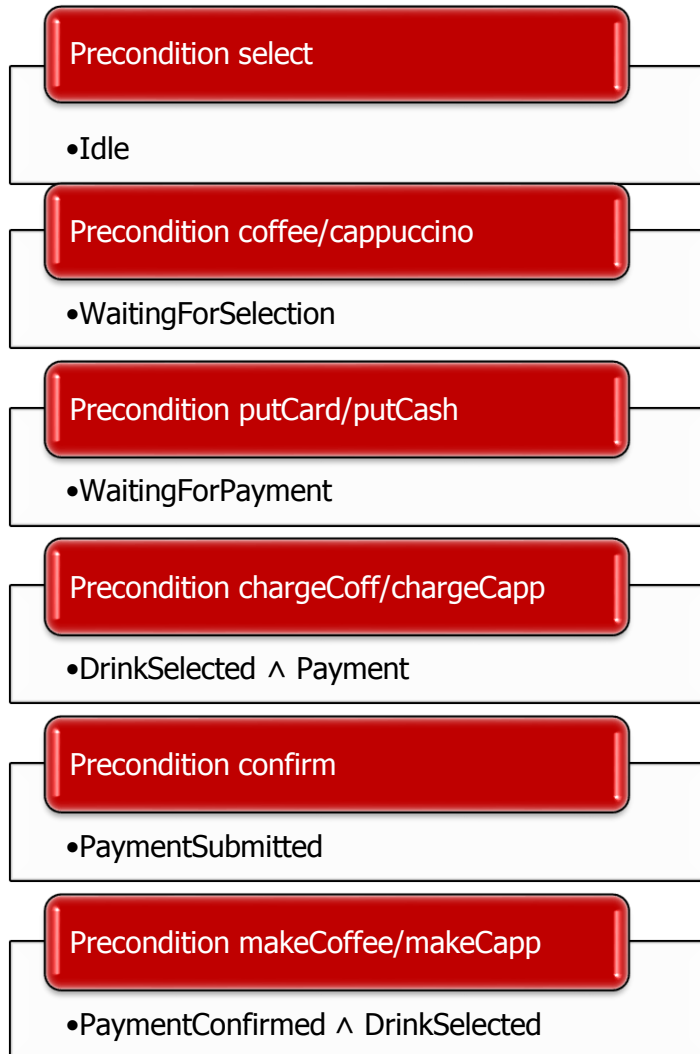 Precondition select
•Idle
Precondition coffee/cappuccino
•WaitingForSelection
Precondition putCard/putCash
•WaitingForPayment
Precondition chargeCoff/chargeCapp
•DrinkSelected ∧ Payment
Precondition confirm
•PaymentSubmitted
Precondition makeCoffee/makeCapp
•PaymentConfirmed ∧ DrinkSelected